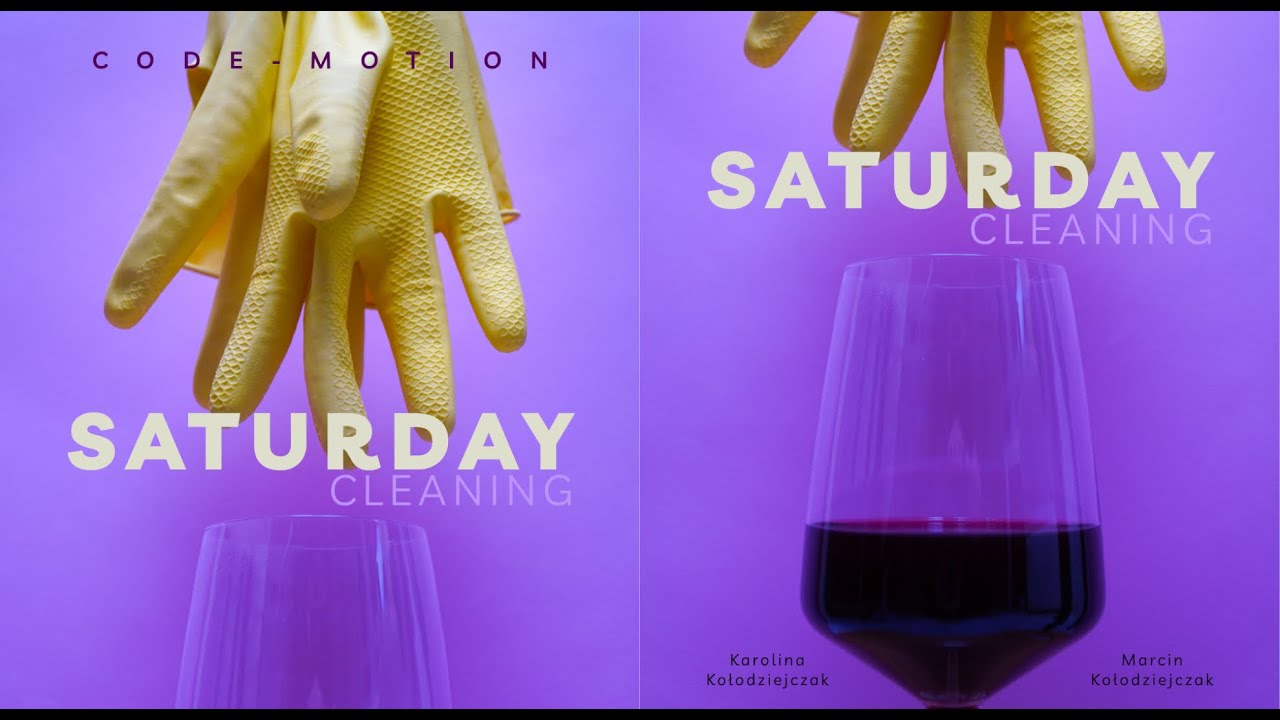 CODE-MOTION
SATURDAY
CLEANING
SATURDAY
CLEANING
Karolina
Kołodziejczak
Marcin
Kołodziejczak